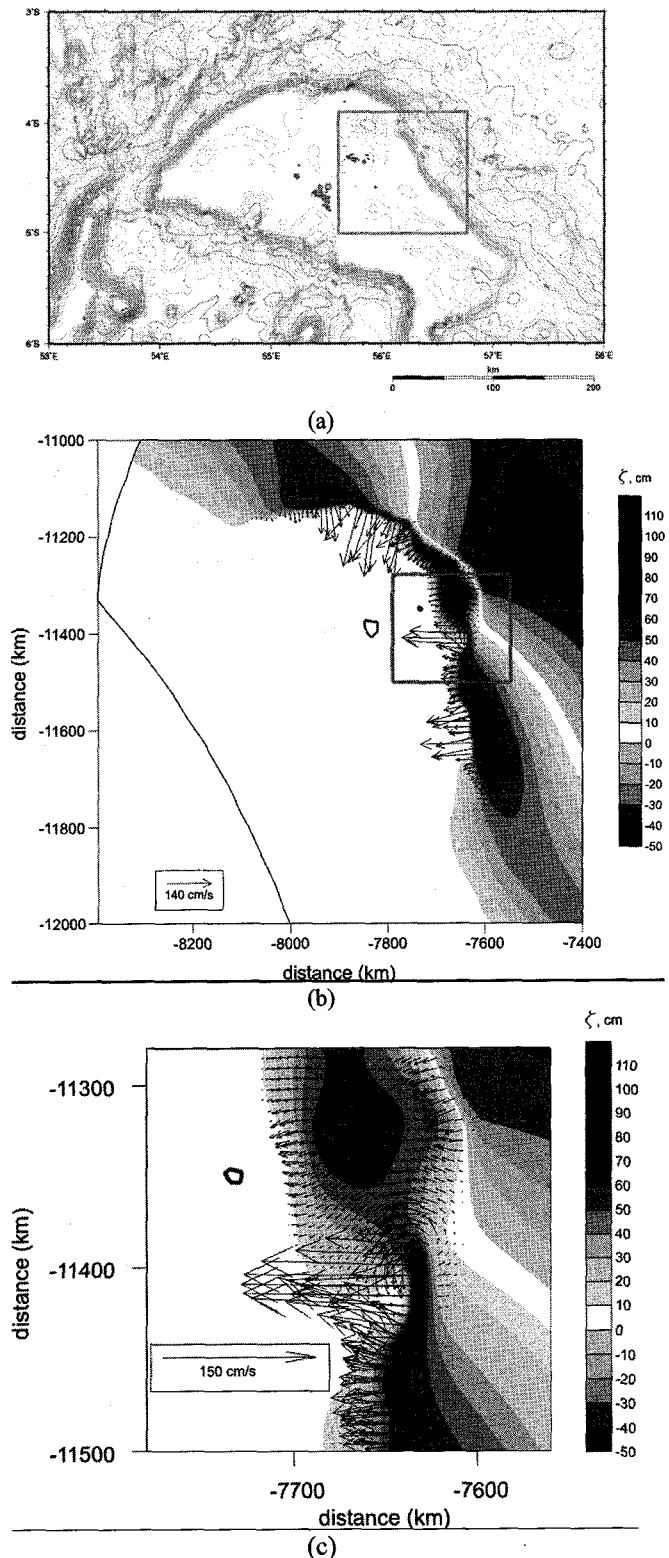 3°S
4°S
5°S
6°S
53°E 54°E 55°E 56°E 57°E 58°E
km
0 100 200
(a)
ζ, cm
-11000
-11200
-11400
-11600
-11800
-12000
distance (km)
110
100
90
80
70
60
50
40
30
20
10
0
-10
-20
-30
-40
-50
140 cm/s
-8200 -8000 -7800 -7600 -7400
distance (km)
(b)
ζ, cm
-11300
-11400
-11500
distance (km)
110
100
90
80
70
60
50
40
30
20
10
0
-10
-20
-30
-40
-50
150 cm/s
-7700 -7600
distance (km)
(c)